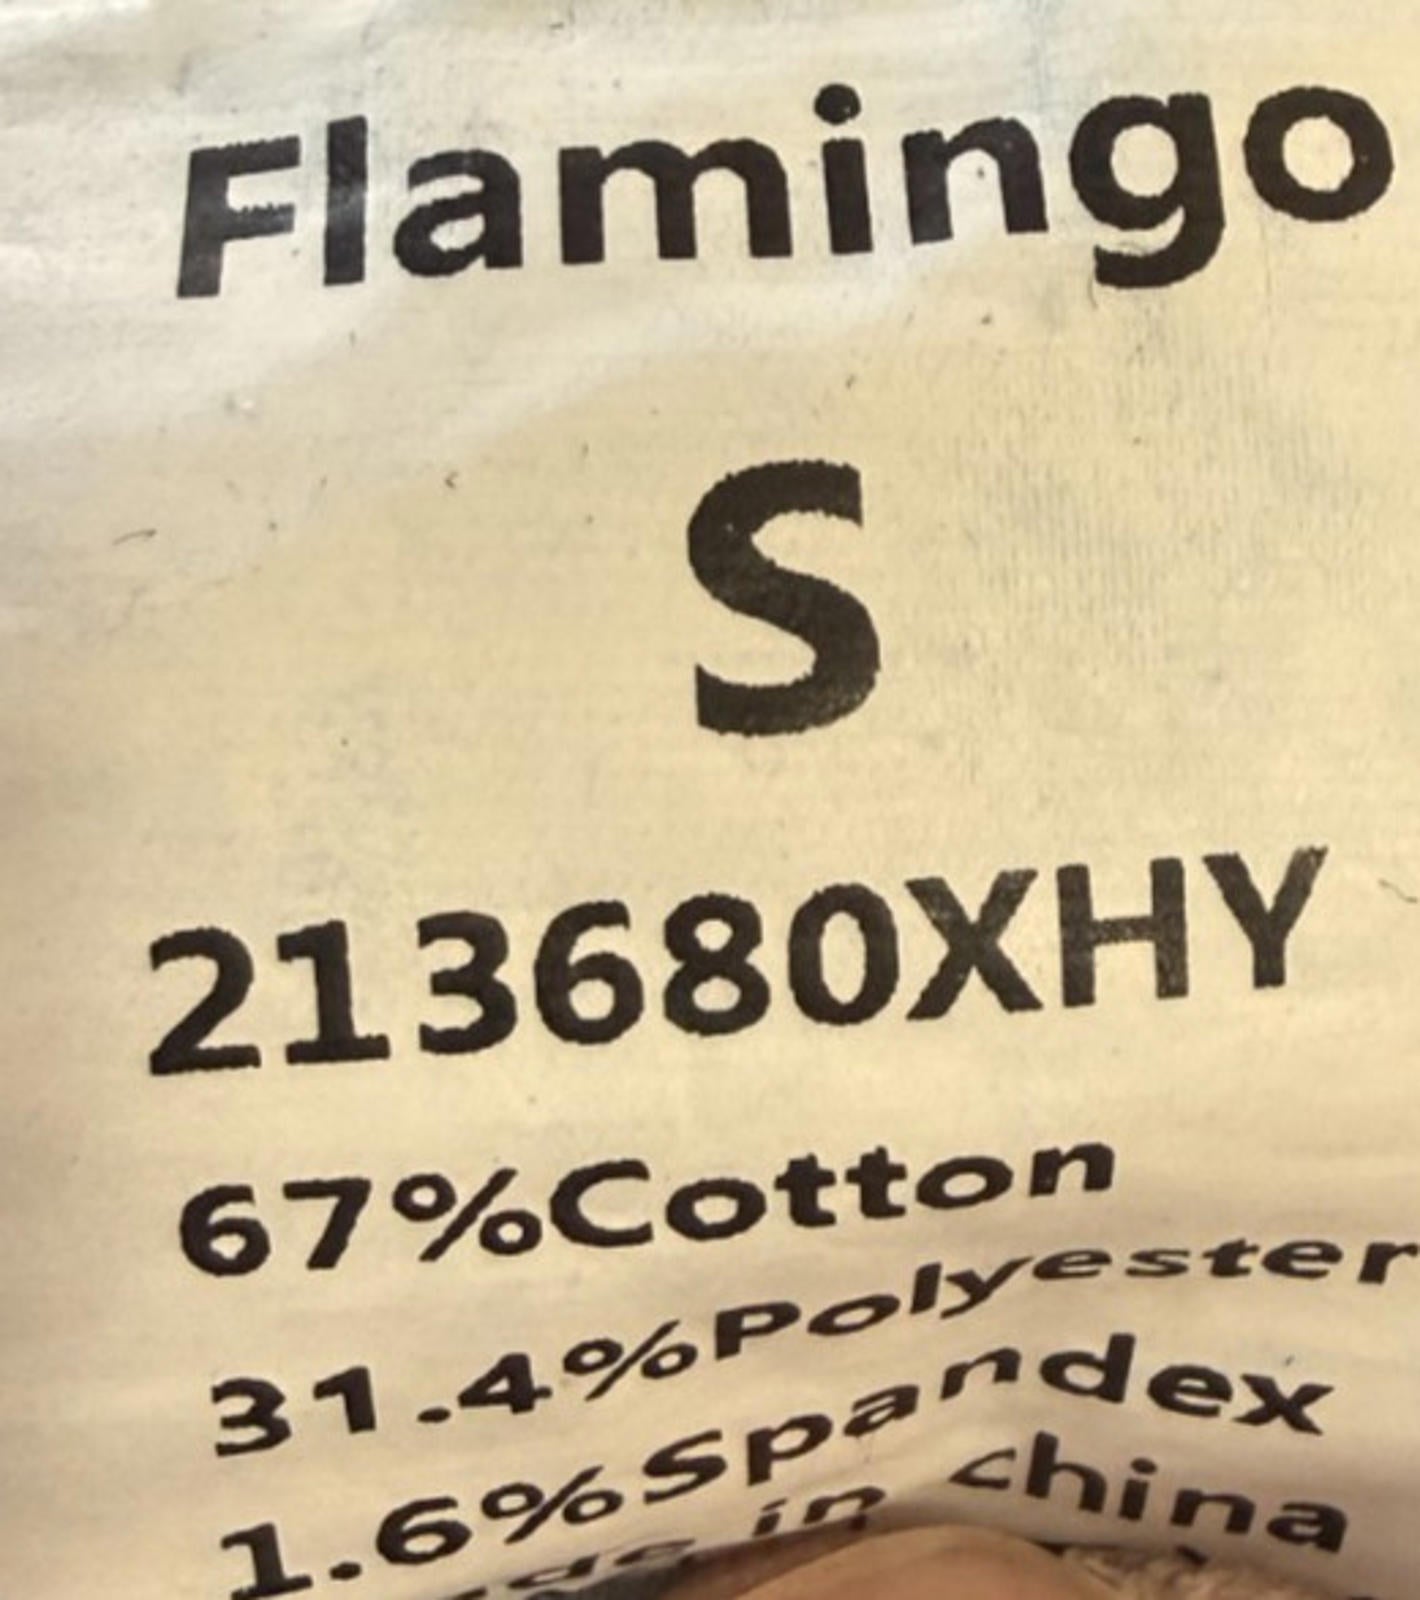 Flamingo
S
213680XHY
67%Cotton
31.4%Polyester
1.6%Spandex
in china